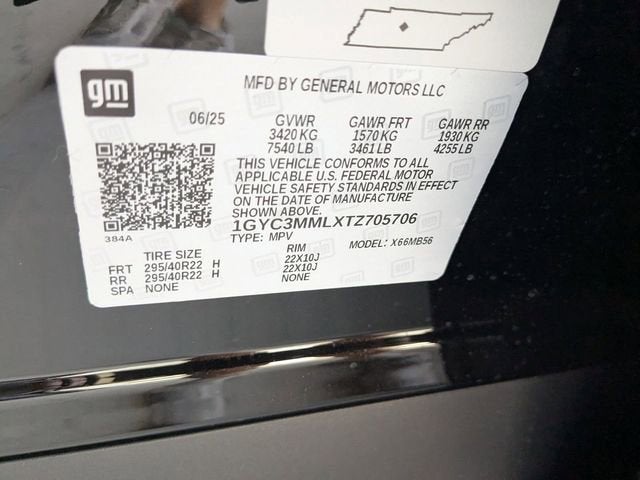 gm
MFD BY GENERAL MOTORS LLC
06/25 GVWR GAWR FRT GAWR RR
3420 KG 1570 KG 1930 KG
7540 LB 3461 LB 4255 LB
THIS VEHICLE CONFORMS TO ALL
APPLICABLE U.S. FEDERAL MOTOR
VEHICLE SAFETY STANDARDS IN EFFECT
ON THE DATE OF MANUFACTURE
SHOWN ABOVE.
1GYC3MMLXTZ705706
384A
TYPE: MPV MODEL: X66MB56
TIRE SIZE RIM
FRT 295/40R22 H 22X10J
RR 295/40R22 H 22X10J
SPA NONE NONE